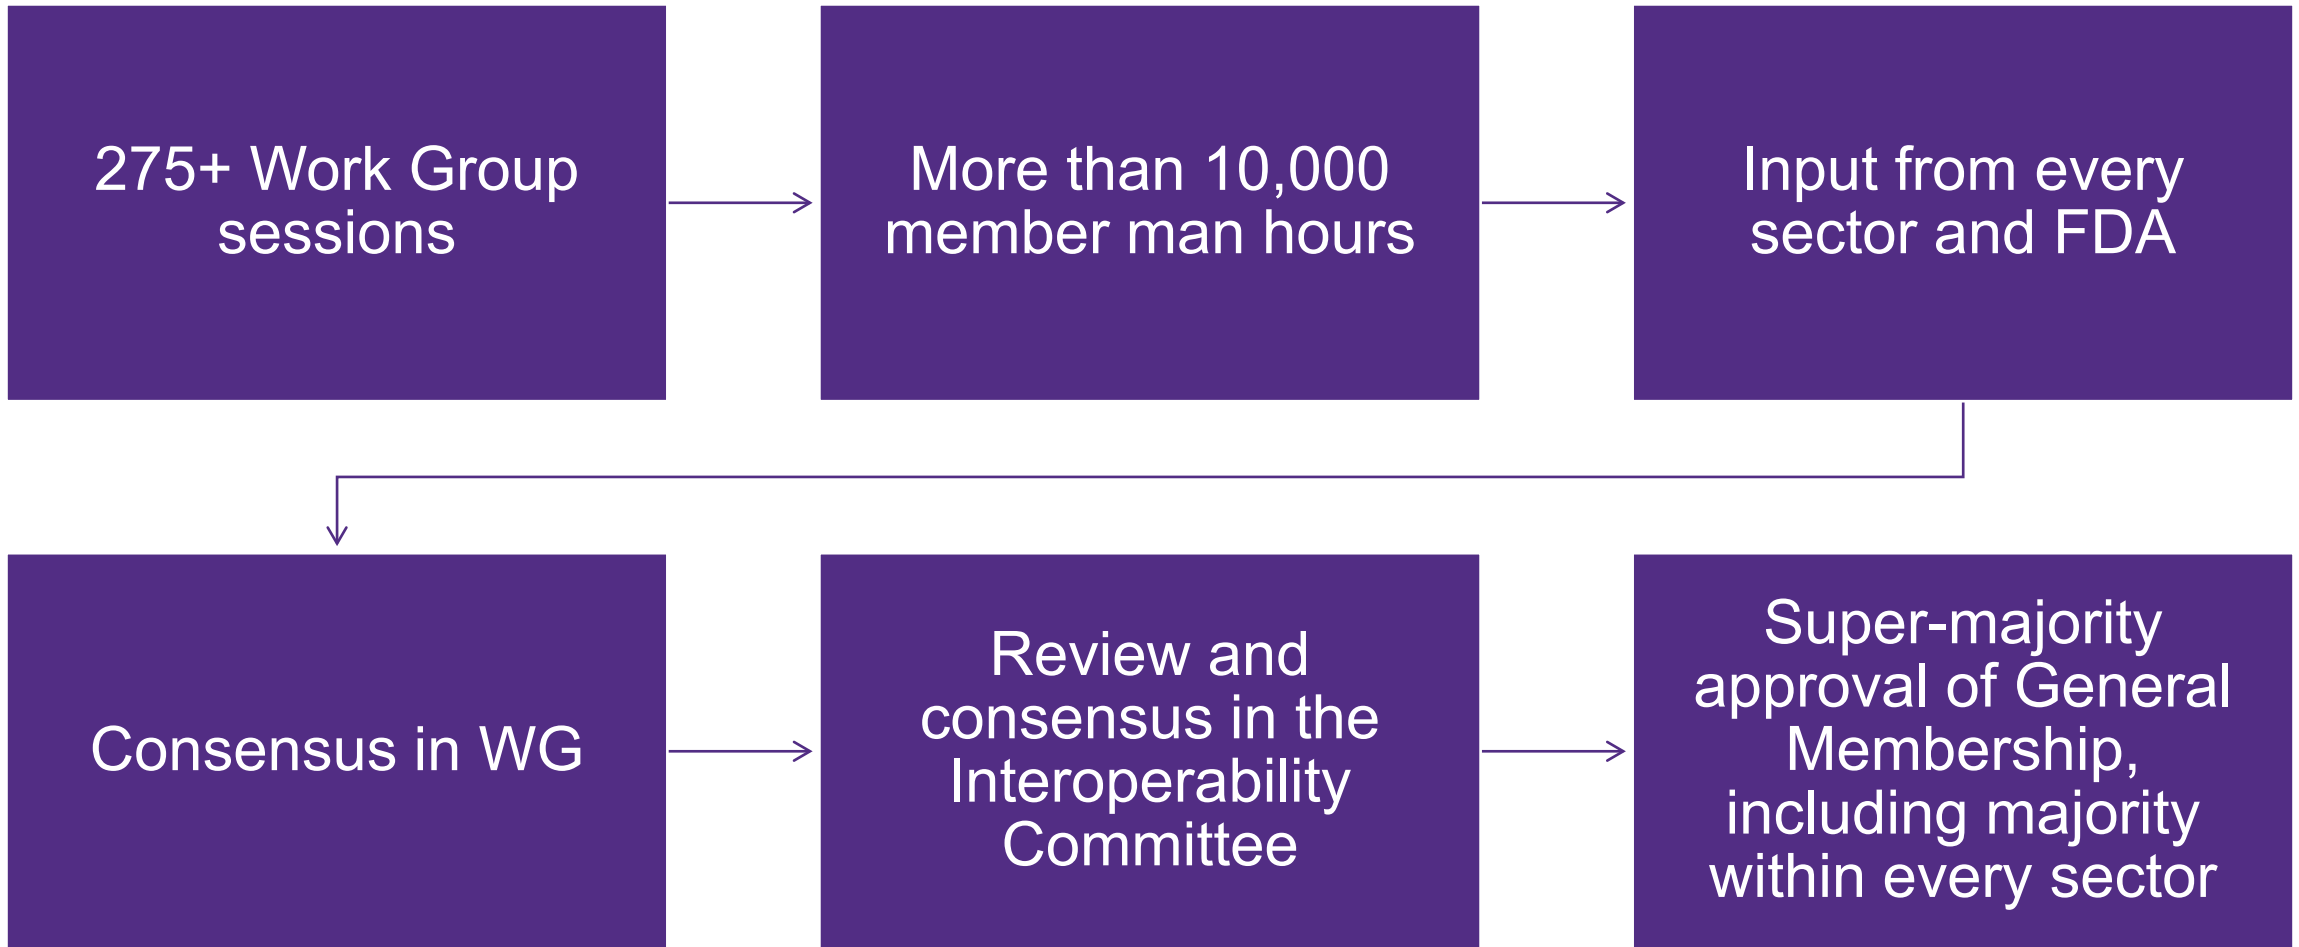 275+ Work Group
sessions
More than 10,000
member man hours
Input from every
sector and FDA
Consensus in WG
Review and
consensus in the
Interoperability
Committee
Super-majority
approval of General
Membership,
including majority
within every sector